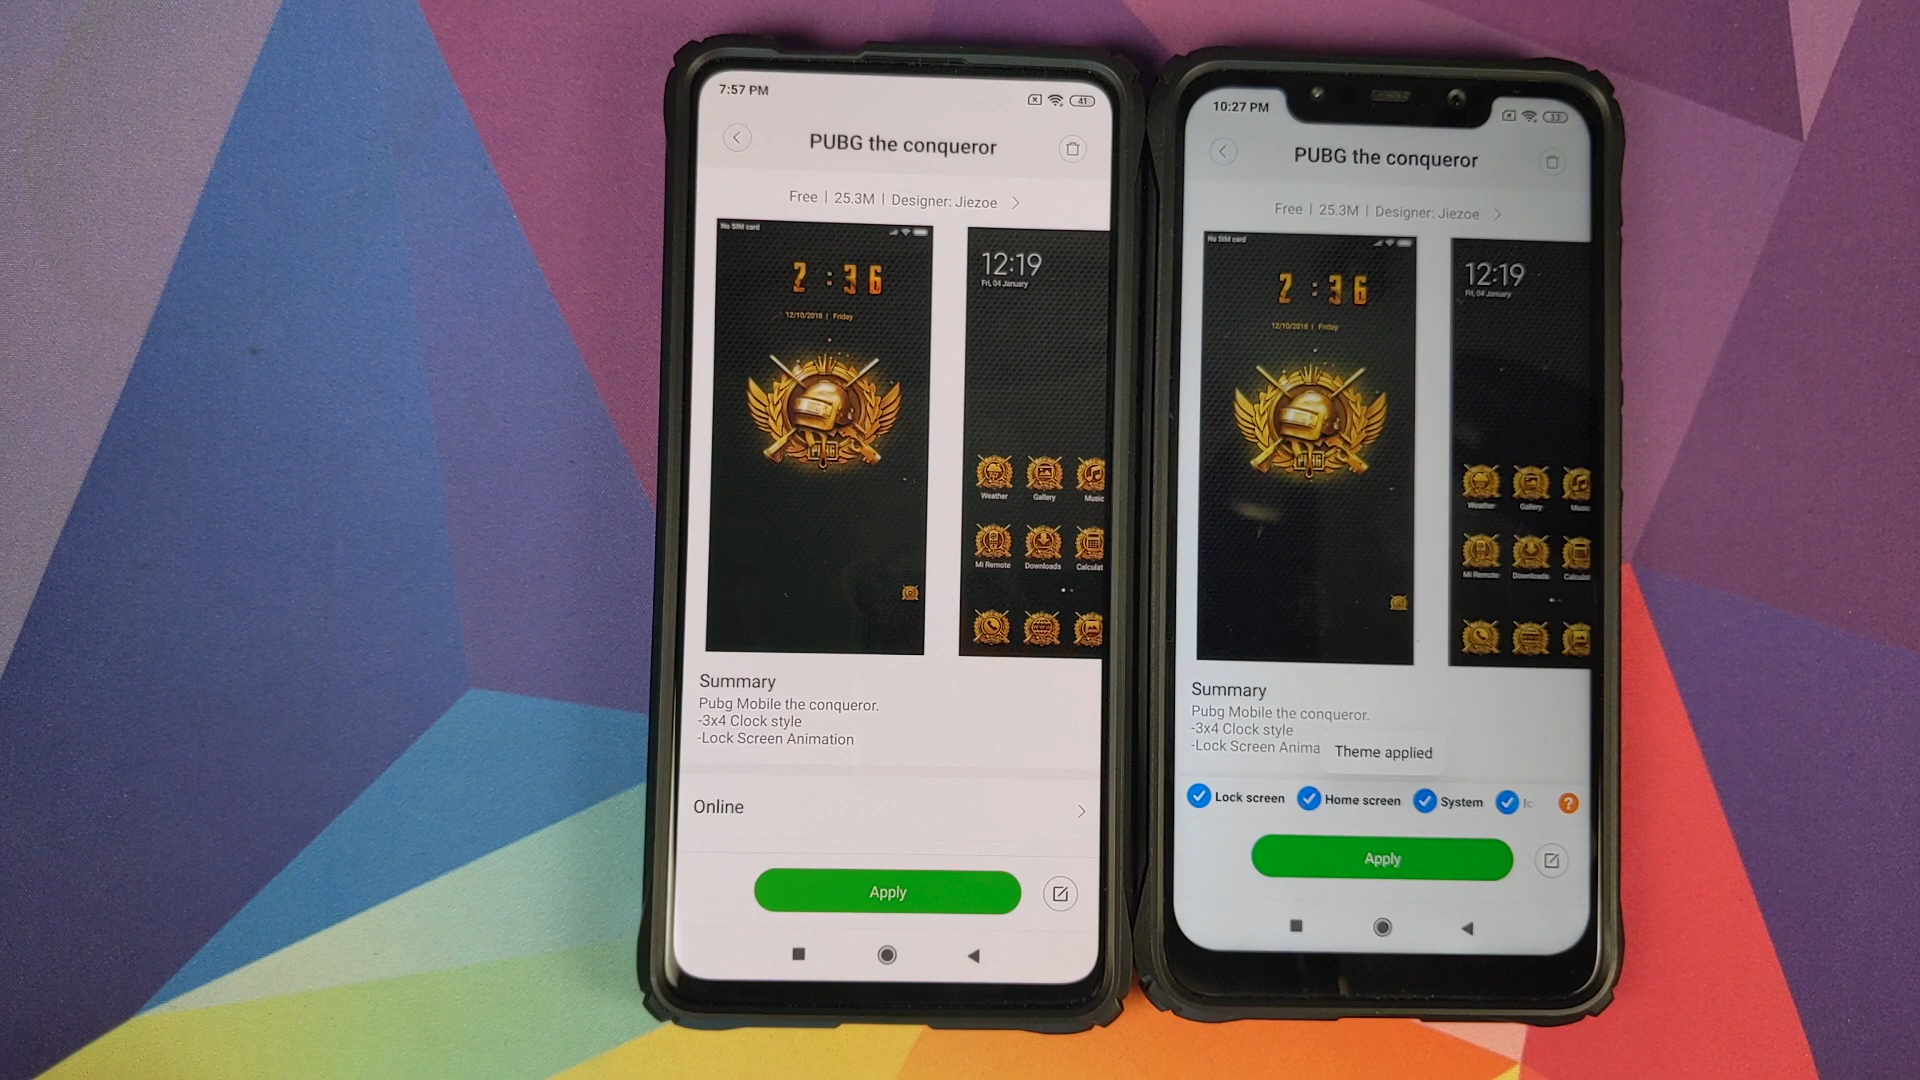 7:57 PM
41
PUBG the conqueror
Free | 25.3M | Designer: Jiezoe
No SIM card
2 : 36
12/10/2018 | Friday
PUBG
12:19
Fri, 04 January
Weather Gallery Music
Mi Remote Downloads Calculat
Summary
Pubg Mobile the conqueror.
-3x4 Clock style
-Lock Screen Animation
Online
Apply
10:27 PM
33
PUBG the conqueror
Free | 25.3M | Designer: Jiezoe
No SIM card
2 : 36
12/10/2018 | Friday
PUBG
12:19
Fri, 04 January
Weather Gallery Music
Mi Remote Downloads Calculat
Summary
Pubg Mobile the conqueror.
-3x4 Clock style
-Lock Screen Anima
Theme applied
Lock screen Home screen System Ic ?
Apply